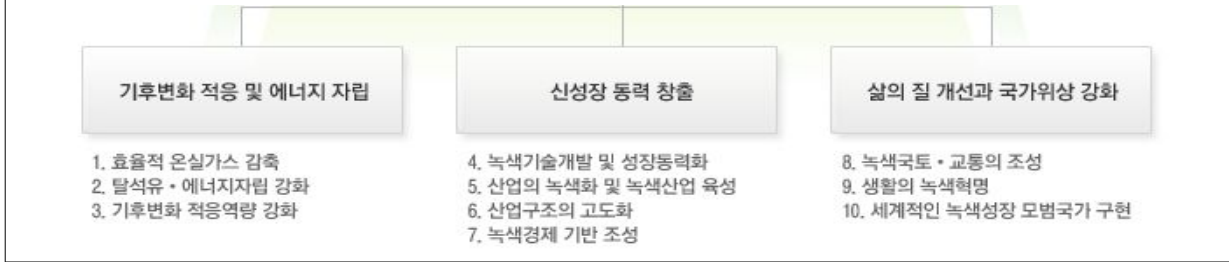 기후변화 적응 및 에너지 자립
1. 효율적 온실가스 감축
2. 탈석유 • 에너지자립 강화
3. 기후변화 적응역량 강화
신성장 동력 창출
4. 녹색기술개발 및 성장동력화
5. 산업의 녹색화 및 녹색산업 육성
6. 산업구조의 고도화
7. 녹색경제 기반 조성
삶의 질 개선과 국가위상 강화
8. 녹색국토 • 교통의 조성
9. 생활의 녹색혁명
10. 세계적인 녹색성장 모범국가 구현